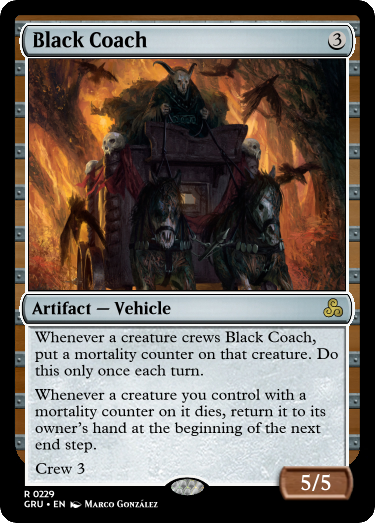 Black Coach 3
Artifact — Vehicle
Whenever a creature crews Black Coach,
put a mortality counter on that creature. Do
this only once each turn.
Whenever a creature you control with a
mortality counter on it dies, return it to its
owner's hand at the beginning of the next
end step.
Crew 3
5/5
R 0229
GRU • EN Marco González